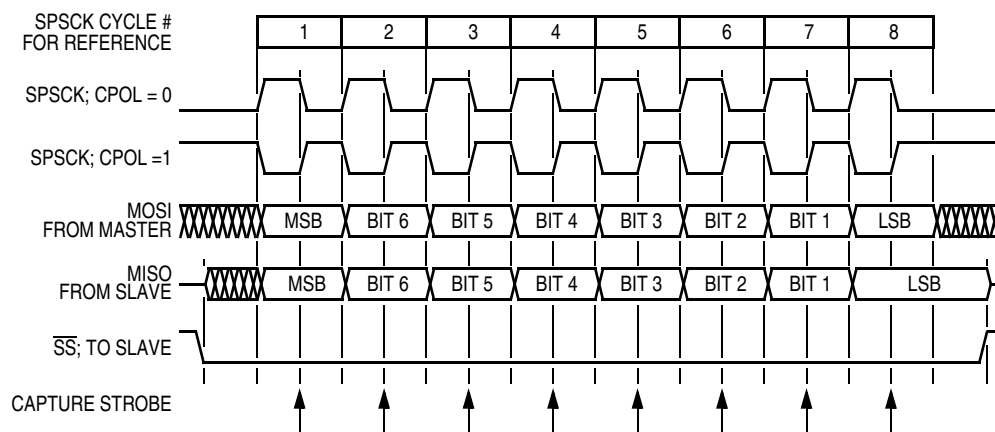 SPSCK CYCLE #
FOR REFERENCE
1 2 3 4 5 6 7 8
SPSCK; CPOL = 0
SPSCK; CPOL =1
MOSI
FROM MASTER
MSB BIT 6 BIT 5 BIT 4 BIT 3 BIT 2 BIT 1 LSB
MISO
FROM SLAVE
MSB BIT 6 BIT 5 BIT 4 BIT 3 BIT 2 BIT 1 LSB
SS; TO SLAVE
CAPTURE STROBE